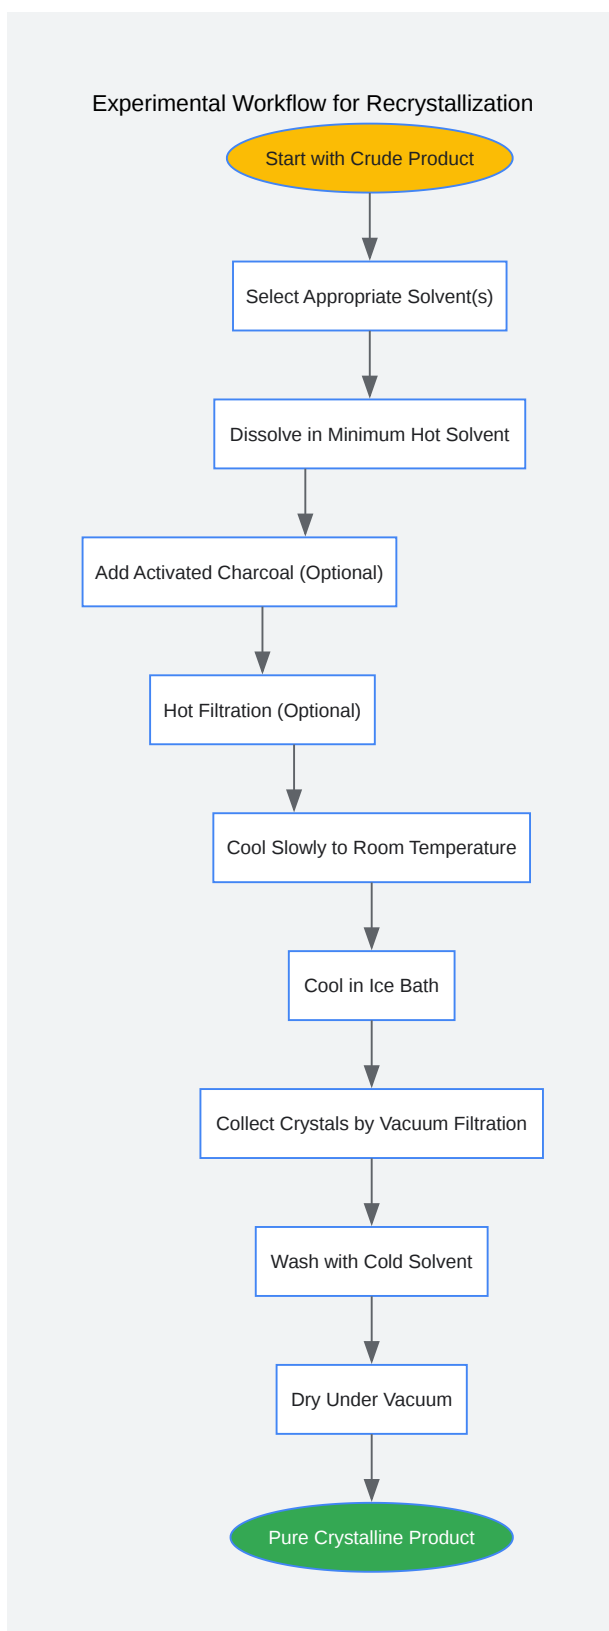 Experimental Workflow for Recrystallization
Start with Crude Product
Select Appropriate Solvent(s)
Dissolve in Minimum Hot Solvent
Add Activated Charcoal (Optional)
Hot Filtration (Optional)
Cool Slowly to Room Temperature
Cool in Ice Bath
Collect Crystals by Vacuum Filtration
Wash with Cold Solvent
Dry Under Vacuum
Pure Crystalline Product